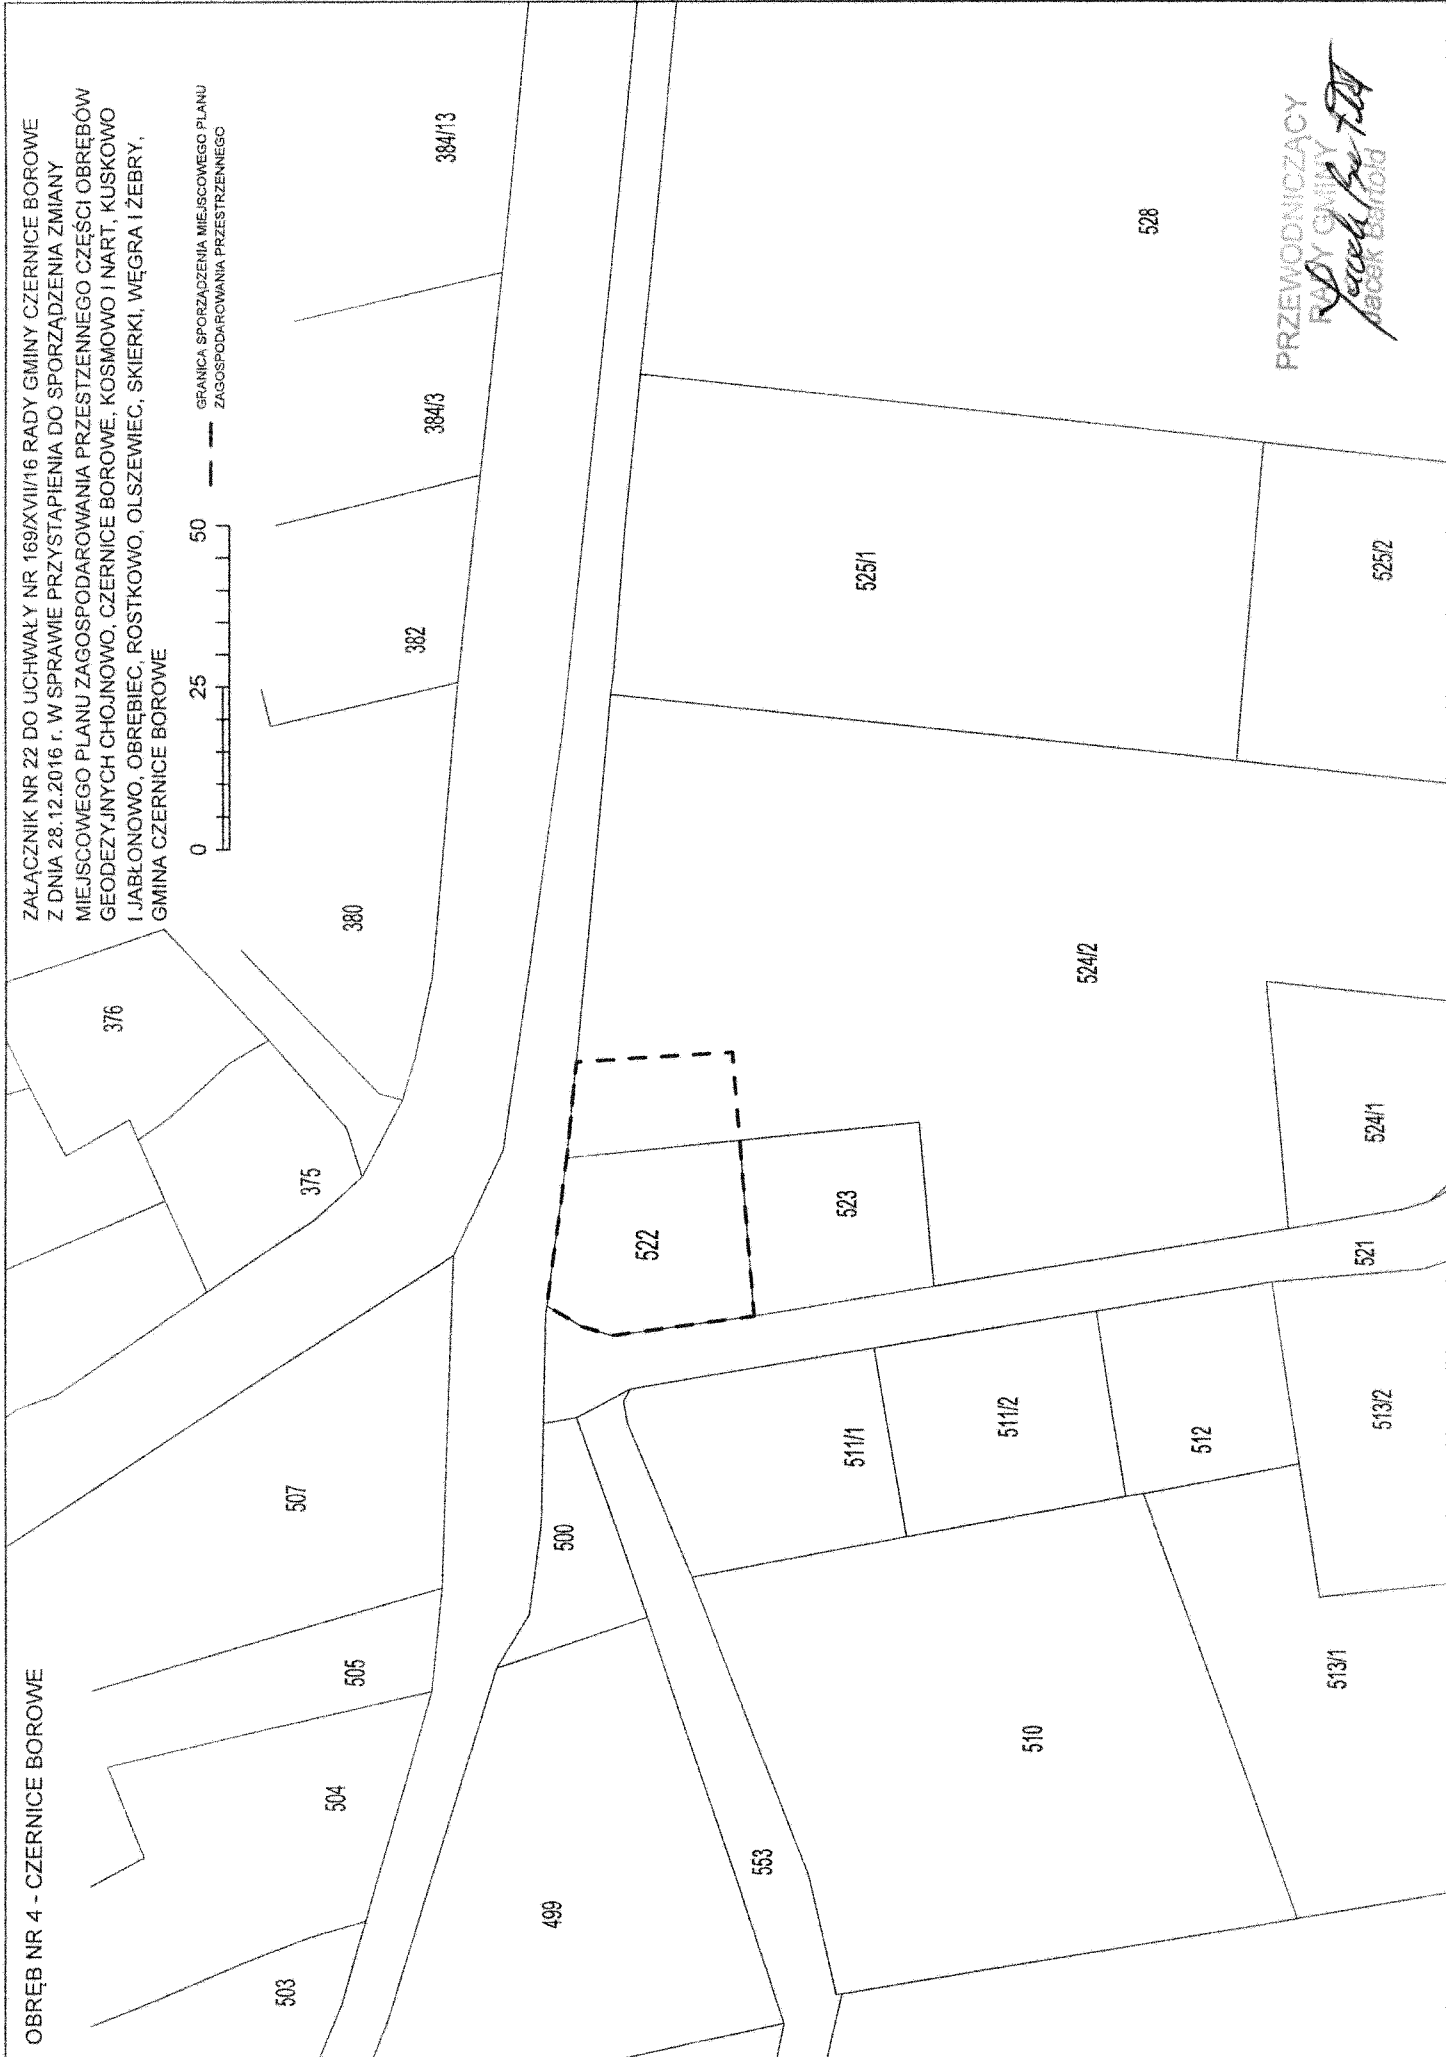 OBRĘB NR 4 - CZERNICE BOROWE
ZAŁĄCZNIK NR 22 DO UCHWAŁY NR 169/XVII/16 RADY GMINY CZERNICE BOROWE
Z DNIA 28.12.2016 r. W SPRAWIE PRZYSTĄPIENIA DO SPORZĄDZENIA ZMIANY
MIEJSCOWEGO PLANU ZAGOSPODAROWANIA PRZESTZENNEGO CZĘŚCI OBRĘBÓW
GEODEZYJNYCH CHOJNOWO, CZERNICE BOROWE, KOSMOWO I NART, KUSKOWO
I JABŁONOWO, OBRĘBIEC, ROSTKOWO, OLSZEWIEC, SKIERKI, WĘGRA I ŻEBRY,
GMINA CZERNICE BOROWE
0 25 50
GRANICA SPORZĄDZENIA MIEJSCOWEGO PLANU
ZAGOSPODAROWANIA PRZESTRZENNEGO
376
375
380
382
384/3
384/13
503
504
505
507
499
500
553
522
523
524/2
525/1
528
510
511/1
511/2
512
513/1
513/2
521
524/1
525/2
PRZEWODNICZĄCY
RADY GMINY
Jacek Bartold